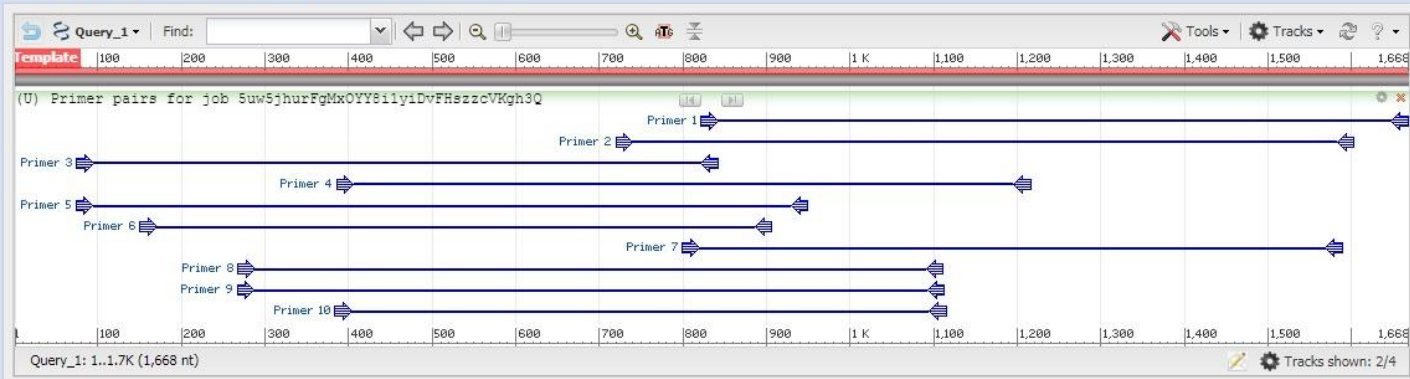 Query_1 Find: ATG Tools Tracks ?
Template 100 200 300 400 500 600 700 800 900 1 K 1,100 1,200 1,300 1,400 1,500 1,668
(U) Primer pairs for job 5uw5jhurFgMxOYY8i1yiDvFHszzcVKgh3Q
Primer 1
Primer 2
Primer 3
Primer 4
Primer 5
Primer 6
Primer 7
Primer 8
Primer 9
Primer 10
1 100 200 300 400 500 600 700 800 900 1 K 1,100 1,200 1,300 1,400 1,500 1,668
Query_1: 1..1.7K (1,668 nt) Tracks shown: 2/4